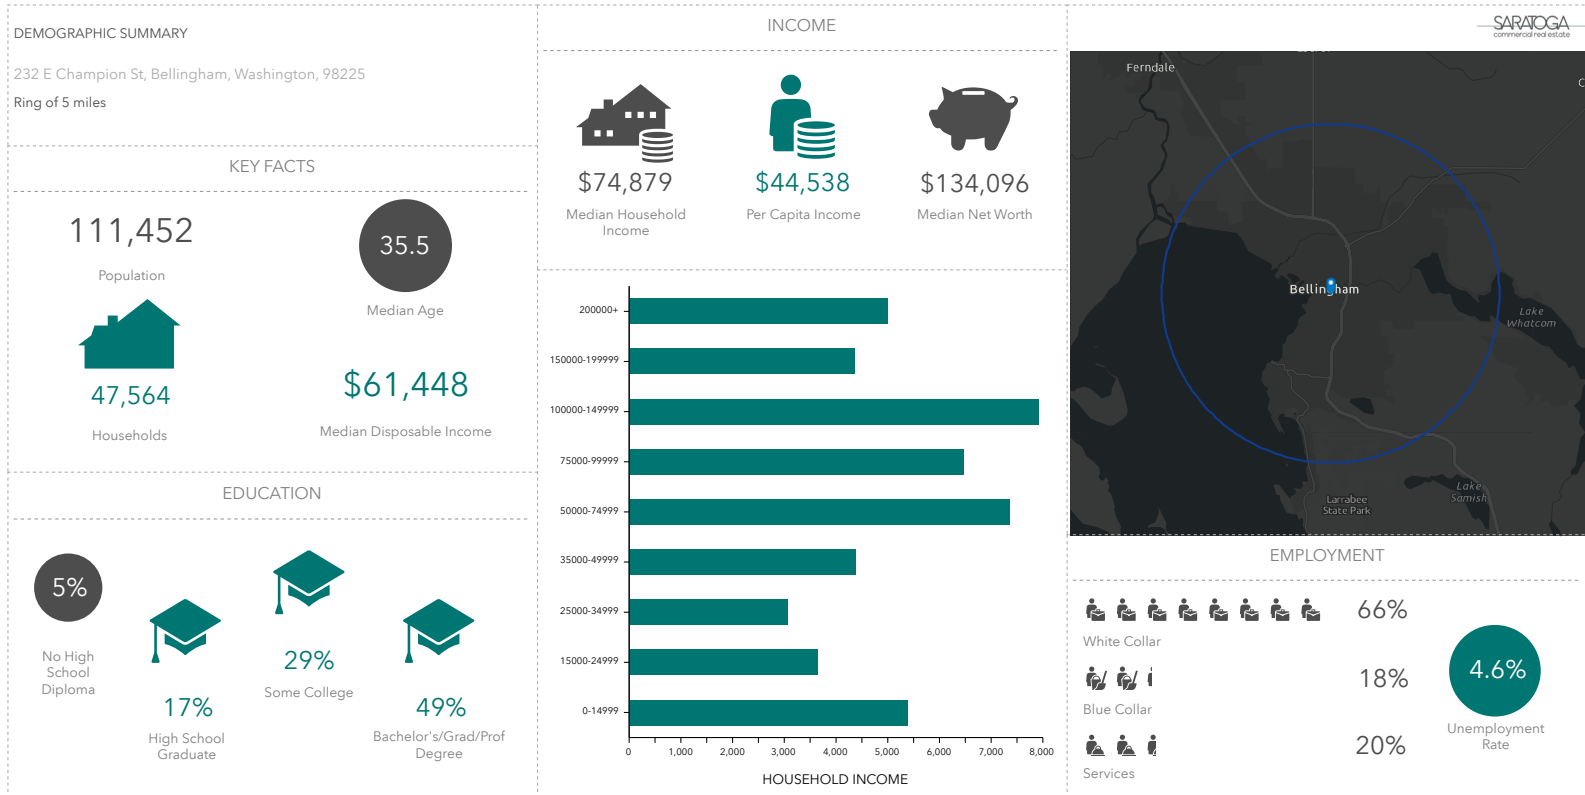 DEMOGRAPHIC SUMMARY
232 E Champion St, Bellingham, Washington, 98225
Ring of 5 miles
KEY FACTS
111,452
Population
35.5
Median Age
47,564
Households
$61,448
Median Disposable Income
EDUCATION
5%
No High
School
Diploma
17%
High School
Graduate
29%
Some College
49%
Bachelor's/Grad/Prof
Degree
INCOME
$74,879
Median Household
Income
$44,538
Per Capita Income
$134,096
Median Net Worth
200000+
150000-199999
100000-149999
75000-99999
50000-74999
35000-49999
25000-34999
15000-24999
0-14999
0 1,000 2,000 3,000 4,000 5,000 6,000 7,000 8,000
HOUSEHOLD INCOME
SARATOGA
commercial real estate
Ferndale
Bellingham
Lake
Whatcom
Lake
Samish
Larrabee
State Park
EMPLOYMENT
66%
White Collar
18%
Blue Collar
20%
Services
4.6%
Unemployment
Rate